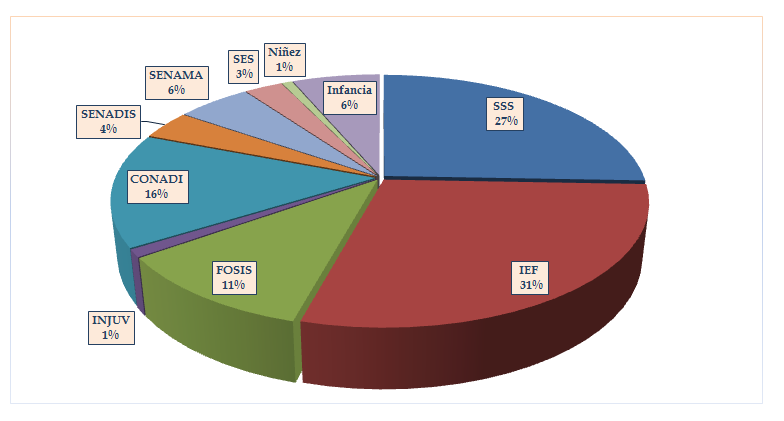 Niñez
1%
SES
3%
SENAMA
6%
Infancia
6%
SSS
27%
SENADIS
4%
CONADI
16%
FOSIS
11%
IEF
31%
INJUV
1%